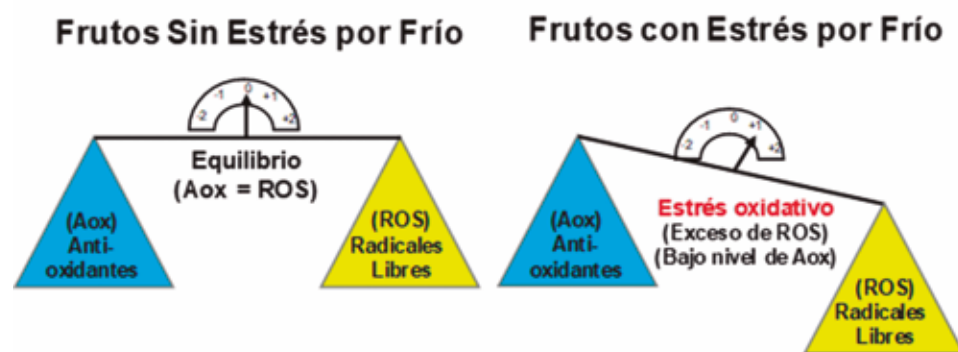 Frutos Sin Estrés por Frío
-2 -1 0 +1 +2
Equilibrio
(Aox = ROS)
(Aox)
Anti-
oxidantes
(ROS)
Radicales
Libres
Frutos con Estrés por Frío
-2 -1 0 +1 +2
Estrés oxidativo
(Exceso de ROS)
(Bajo nivel de Aox)
(Aox)
Anti-
oxidantes
(ROS)
Radicales
Libres